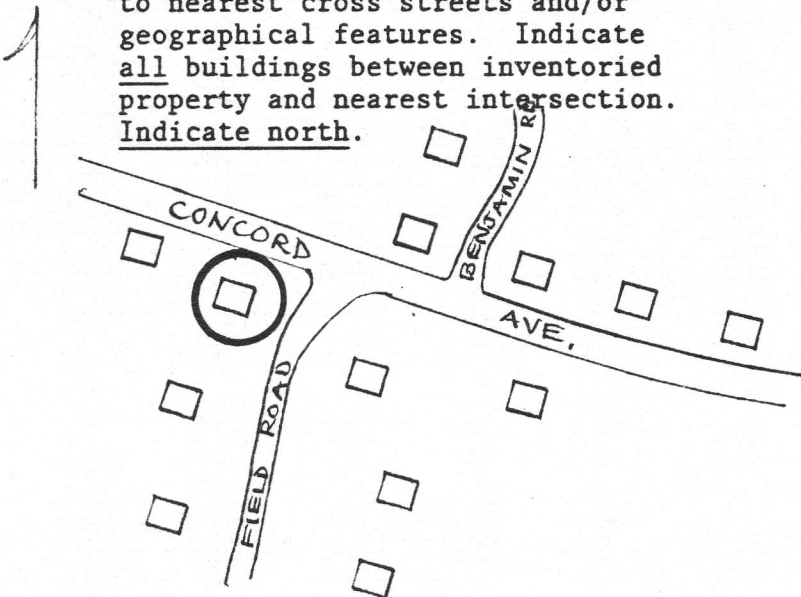 to nearest cross streets and/or
geographical features. Indicate
all buildings between inventoried
property and nearest intersection.
Indicate north.
CONCORD
AVE.
BENJAMIN RD
FIELD ROAD